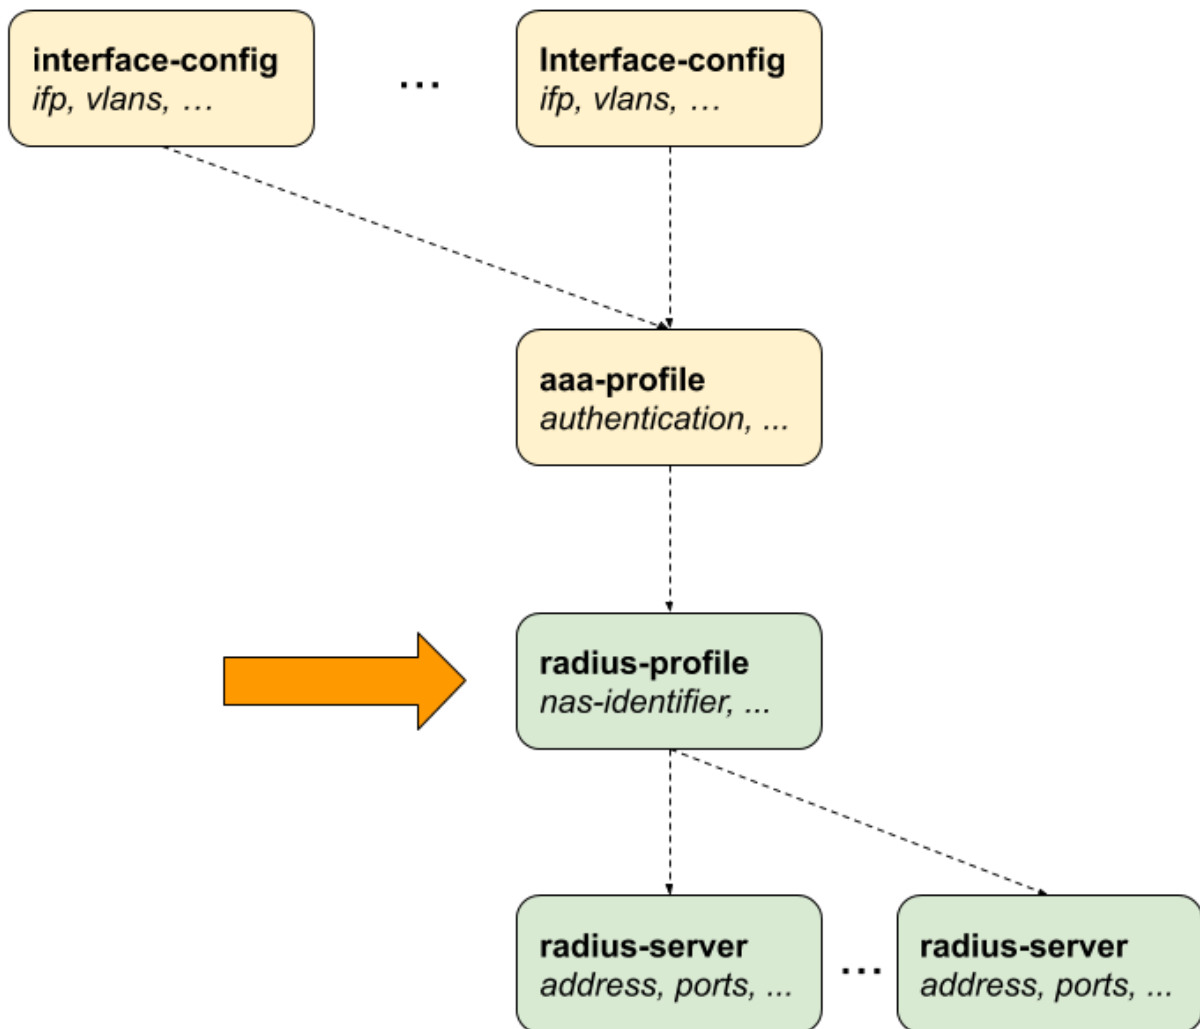 interface-config
ifp, vlans, …
...
Interface-config
ifp, vlans, …
aaa-profile
authentication, ...
radius-profile
nas-identifier, ...
radius-server
address, ports, ...
...
radius-server
address, ports, ...